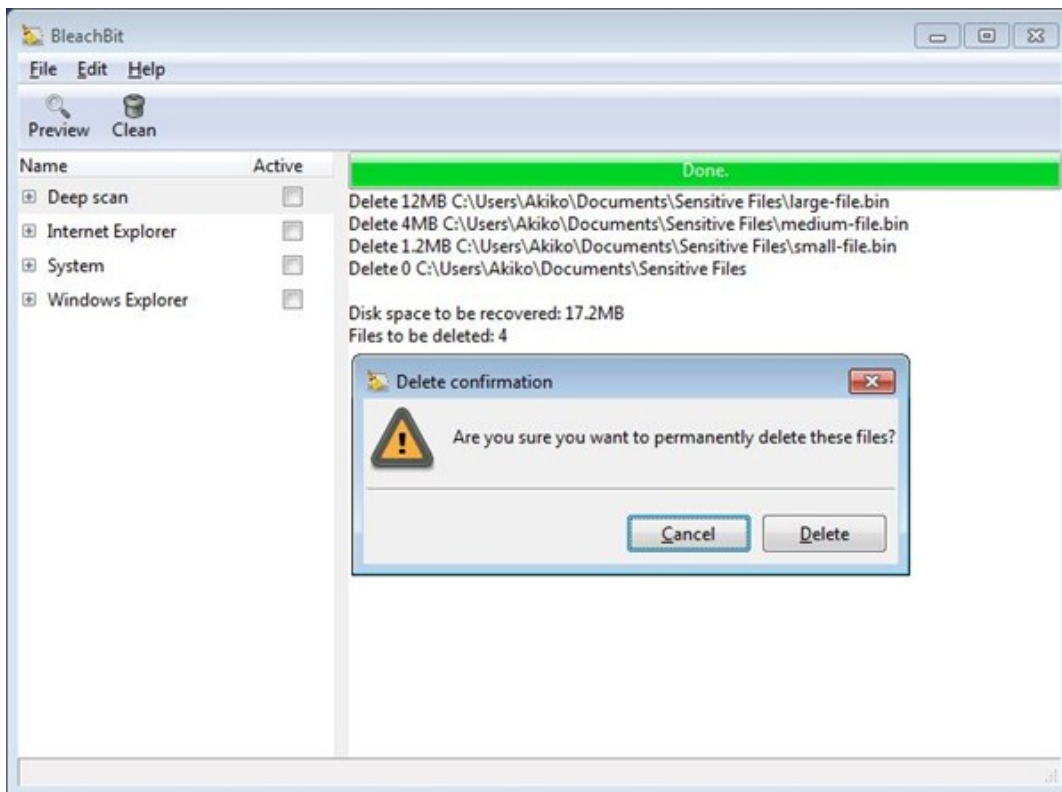 BleachBit
File Edit Help
Preview Clean
Name Active
Deep scan
Internet Explorer
System
Windows Explorer
Done.
Delete 12MB C:\Users\Akiko\Documents\Sensitive Files\large-file.bin
Delete 4MB C:\Users\Akiko\Documents\Sensitive Files\medium-file.bin
Delete 1.2MB C:\Users\Akiko\Documents\Sensitive Files\small-file.bin
Delete 0 C:\Users\Akiko\Documents\Sensitive Files
Disk space to be recovered: 17.2MB
Files to be deleted: 4
Delete confirmation
Are you sure you want to permanently delete these files?
Cancel Delete